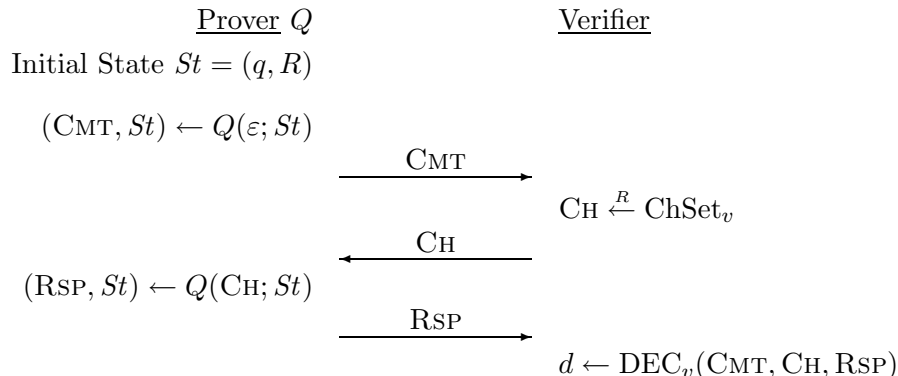 Prover Q Verifier
Initial State St = (q, R)
(CMT, St) ← Q(ε; St)
CMT
CH ←R ChSet_v
CH
(RSP, St) ← Q(CH; St)
RSP
d ← DEC_v(CMT, CH, RSP)